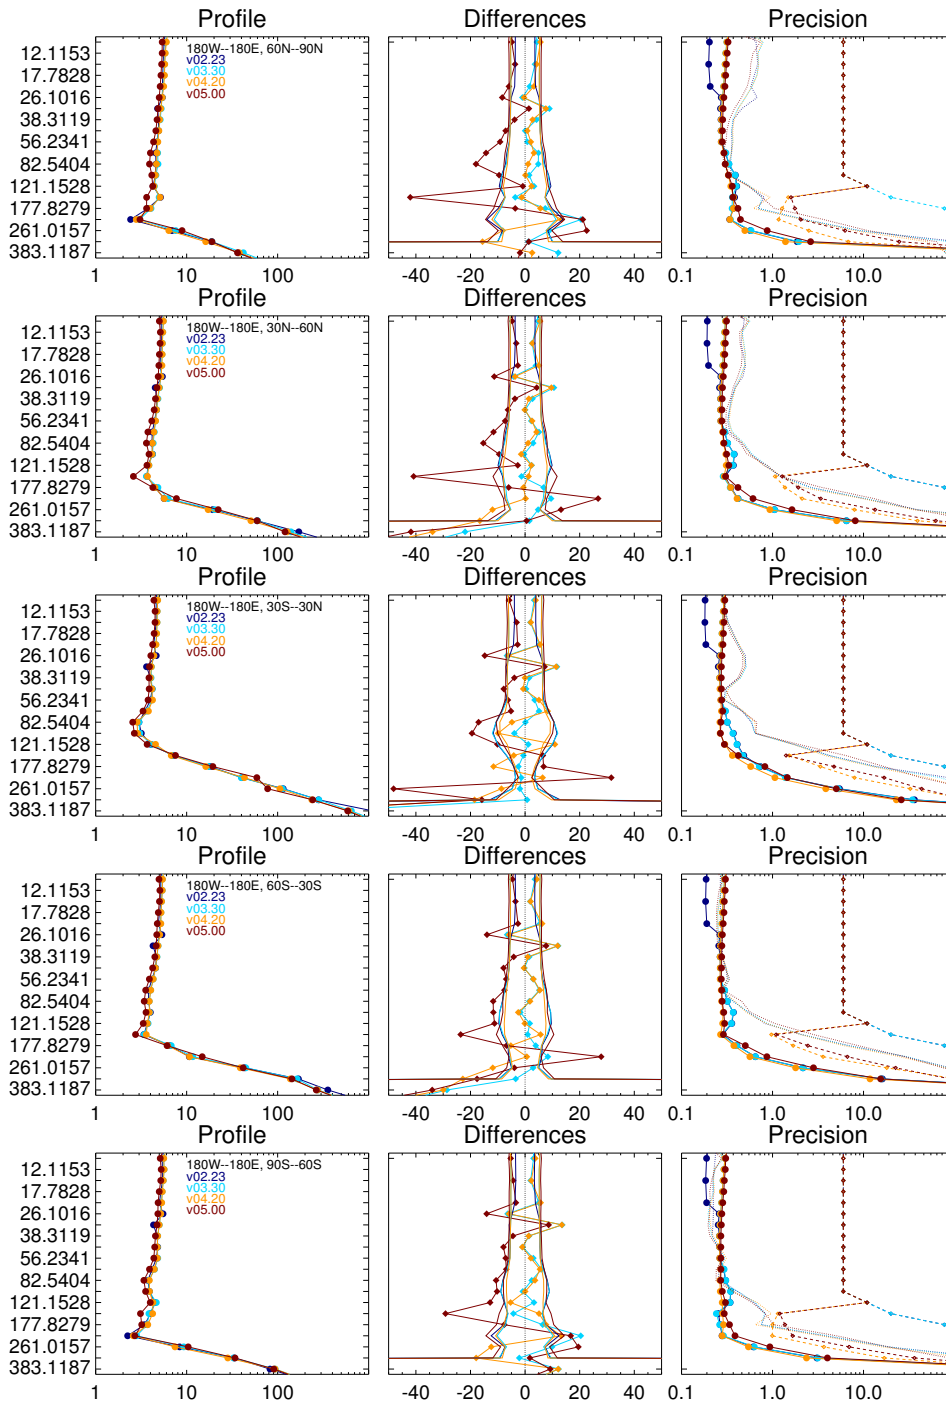 Profile Differences Precision
180W--180E, 60N--90N
v02.23
v03.30
v04.20
v05.00
12.1153
17.7828
26.1016
38.3119
56.2341
82.5404
121.1528
177.8279
261.0157
383.1187
1 10 100 -40 -20 0 20 40 0.1 1.0 10.0
Profile Differences Precision
180W--180E, 30N--60N
v02.23
v03.30
v04.20
v05.00
12.1153
17.7828
26.1016
38.3119
56.2341
82.5404
121.1528
177.8279
261.0157
383.1187
1 10 100 -40 -20 0 20 40 0.1 1.0 10.0
Profile Differences Precision
180W--180E, 30S--30N
v02.23
v03.30
v04.20
v05.00
12.1153
17.7828
26.1016
38.3119
56.2341
82.5404
121.1528
177.8279
261.0157
383.1187
1 10 100 -40 -20 0 20 40 0.1 1.0 10.0
Profile Differences Precision
180W--180E, 60S--30S
v02.23
v03.30
v04.20
v05.00
12.1153
17.7828
26.1016
38.3119
56.2341
82.5404
121.1528
177.8279
261.0157
383.1187
1 10 100 -40 -20 0 20 40 0.1 1.0 10.0
Profile Differences Precision
180W--180E, 90S--60S
v02.23
v03.30
v04.20
v05.00
12.1153
17.7828
26.1016
38.3119
56.2341
82.5404
121.1528
177.8279
261.0157
383.1187
1 10 100 -40 -20 0 20 40 0.1 1.0 10.0